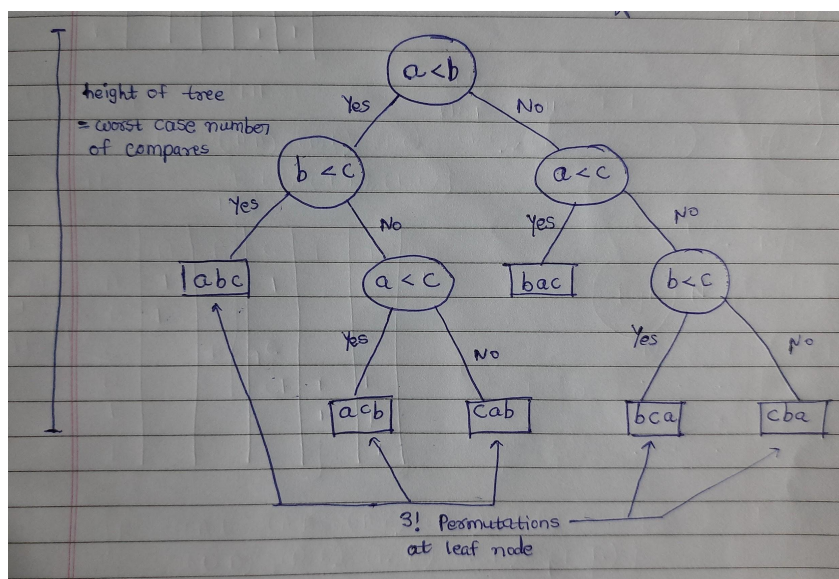 a<b
height of tree
Yes
No
= worst case number
of compares
b < c
a < c
Yes
No
Yes
No
abc
a < c
bac
b<c
Yes
No
Yes
No
acb
cab
bca
cba
3! Permutations
at leaf node